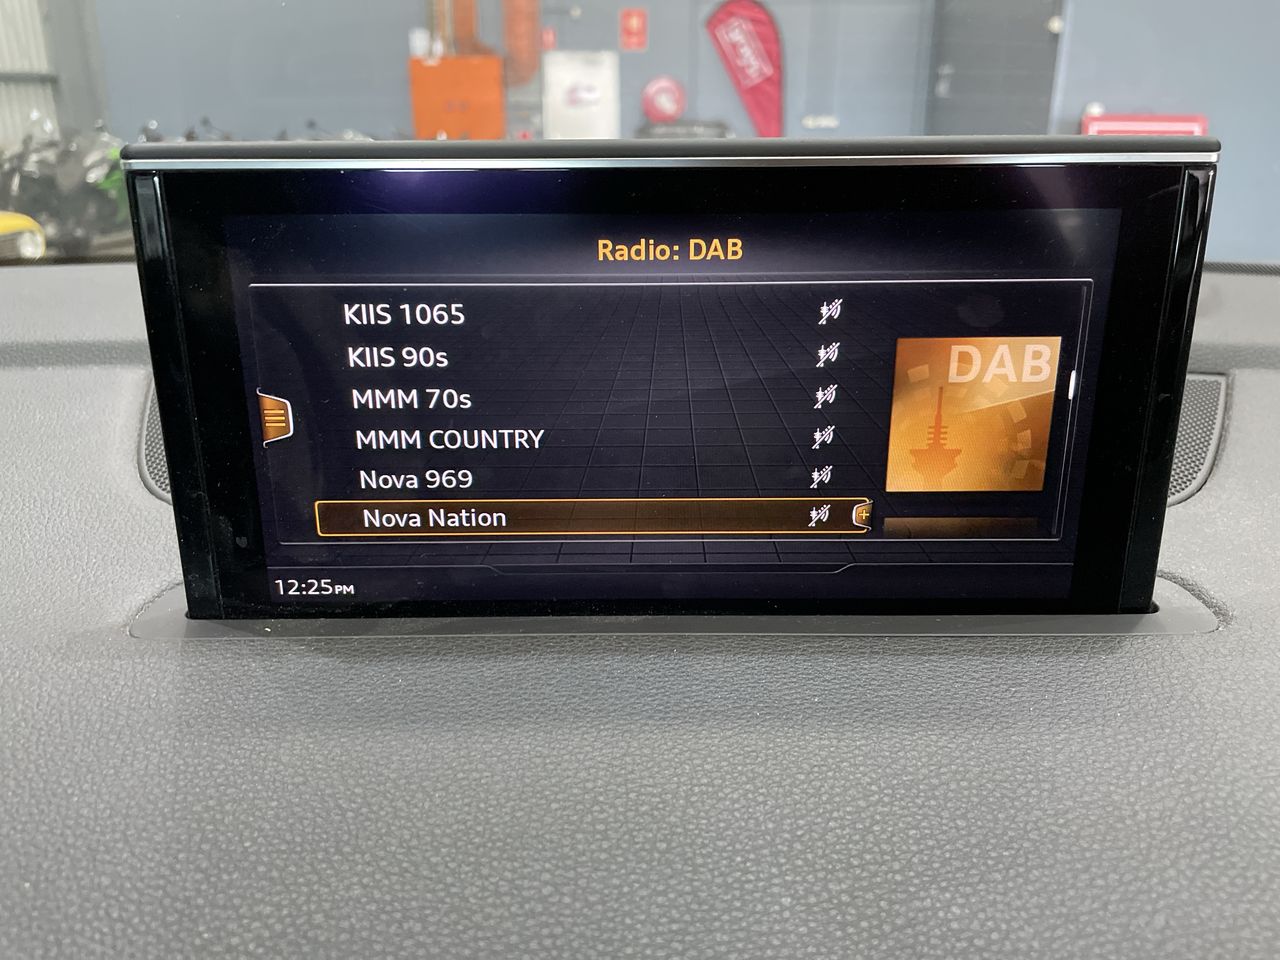 Radio: DAB
KIIS 1065
KIIS 90s
MMM 70s
MMM COUNTRY
Nova 969
Nova Nation
DAB
12:25PM